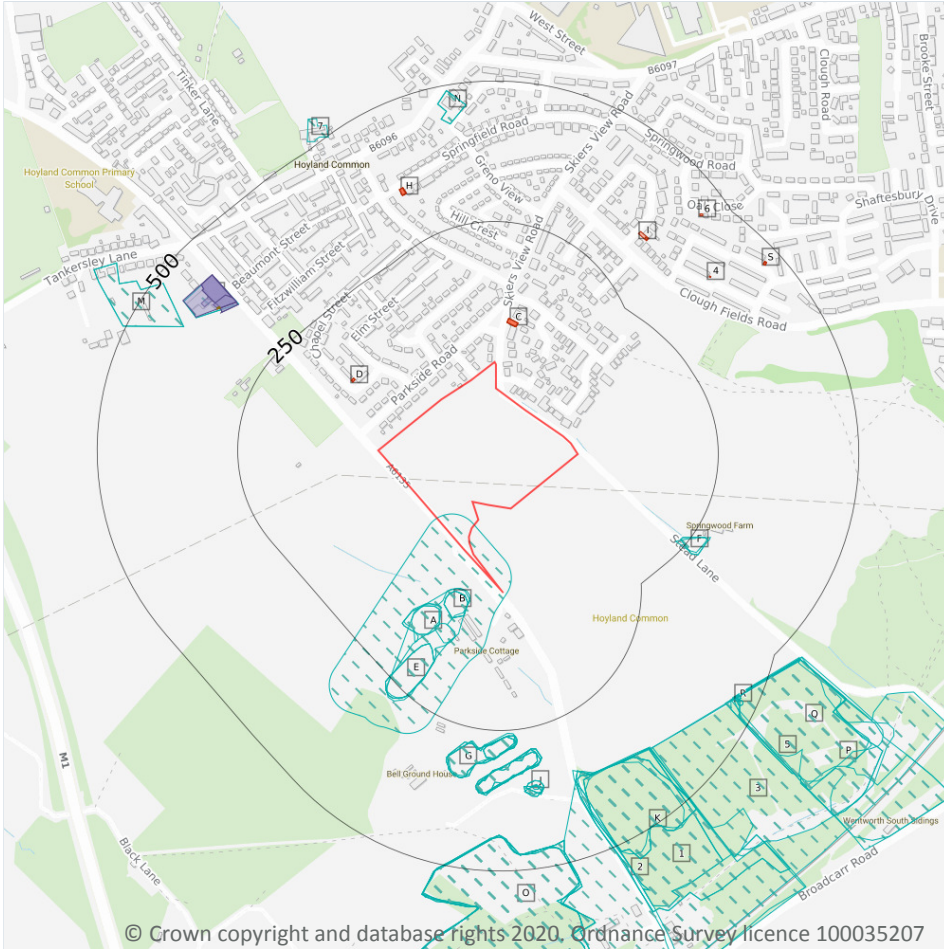 West Street
B6097
Brooke Street
Clough Road
Tinker Lane
N
7
B6096
Springfield Road
Skiers View Road
Springwood Road
Hoyland Common
Hoyland Common Primary
School
H
Greno View
Oak Close
6
Shaftesbury
Drive
Hill Crest
I
Beaumont Street
Skiers View Road
S
4
Tankersley Lane
500
Fitzwilliam Street
M
Clough Fields Road
Elm Street
C
Chapel Street
250
Parkside Road
D
A6135
Springwood Farm
F
Stead Lane
B
A
Hoyland Common
Parkside Cottage
E
R
Q
5
P
M1
G
Bell Ground House
3
K
Wentworth South Sidings
Black Lane
1
2
Broadcarr Road
O
© Crown copyright and database rights 2020. Ordnance Survey licence 100035207